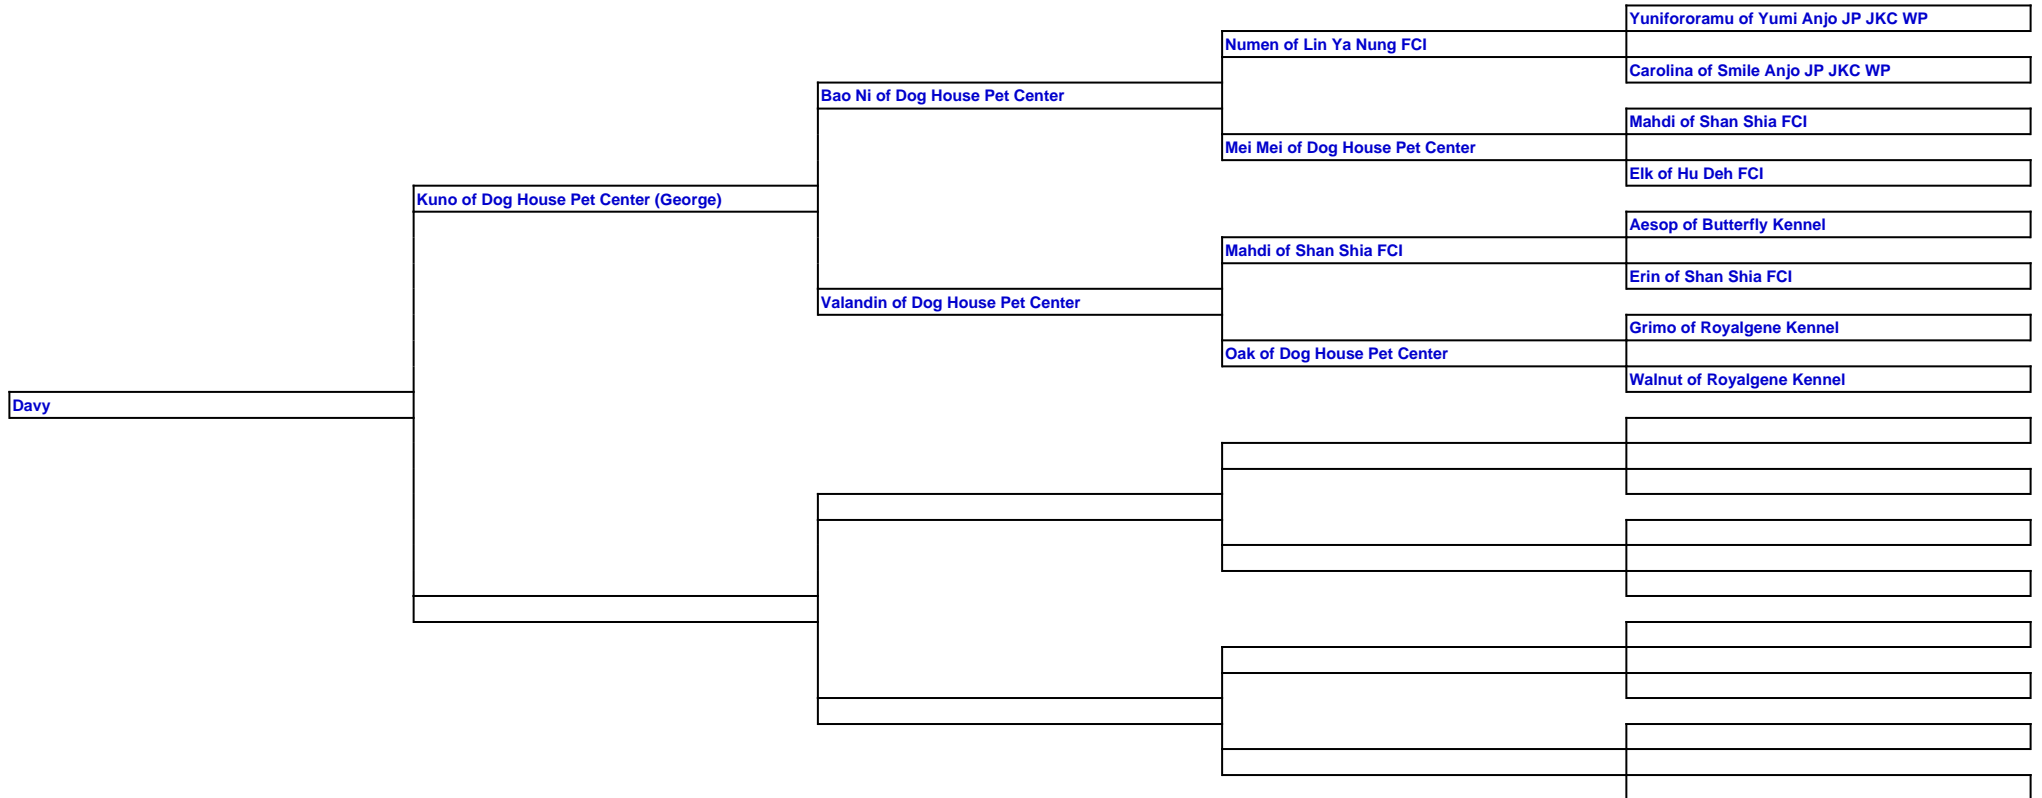 Yunifororamu of Yumi Anjo JP JKC WP
Numen of Lin Ya Nung FCI
Carolina of Smile Anjo JP JKC WP
Bao Ni of Dog House Pet Center
Mahdi of Shan Shia FCI
Mei Mei of Dog House Pet Center
Elk of Hu Deh FCI
Kuno of Dog House Pet Center (George)
Aesop of Butterfly Kennel
Mahdi of Shan Shia FCI
Erin of Shan Shia FCI
Valandin of Dog House Pet Center
Grimo of Royalgene Kennel
Oak of Dog House Pet Center
Walnut of Royalgene Kennel
Davy